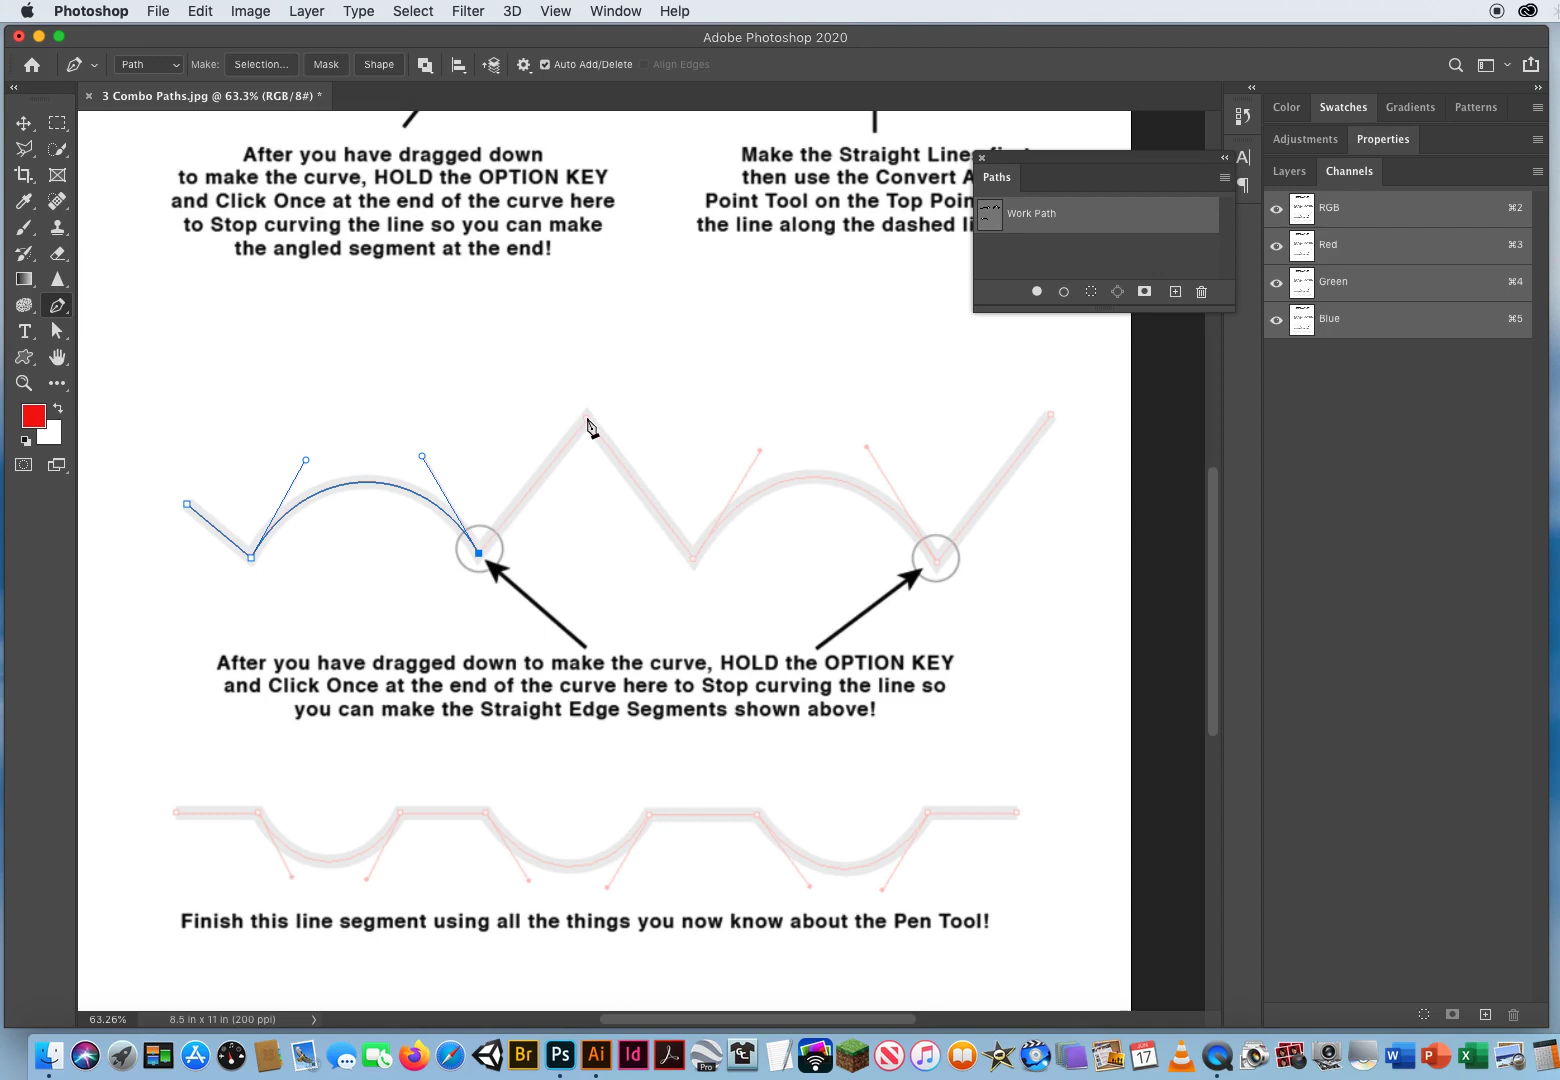 Photoshop File Edit Image Layer Type Select Filter 3D View Window Help
Adobe Photoshop 2020
Path Make: Selection... Mask Shape Auto Add/Delete Align Edges
3 Combo Paths.jpg @ 63.3% (RGB/8#) *
Color Swatches Gradients Patterns
Adjustments Properties
Layers Channels
RGB ⌘2
Red ⌘3
Green ⌘4
Blue ⌘5
Paths
Work Path
After you have dragged down
to make the curve, HOLD the OPTION KEY
and Click Once at the end of the curve here
to Stop curving the line so you can make
the angled segment at the end!
Make the Straight Lines
then use the Convert A
Point Tool on the Top Poin
the line along the dashed li
After you have dragged down to make the curve, HOLD the OPTION KEY
and Click Once at the end of the curve here to Stop curving the line so
you can make the Straight Edge Segments shown above!
Finish this line segment using all the things you now know about the Pen Tool!
63.26% 8.5 in x 11 in (200 ppi)
Br Ps Ai Id Pro JUN 17 W P X